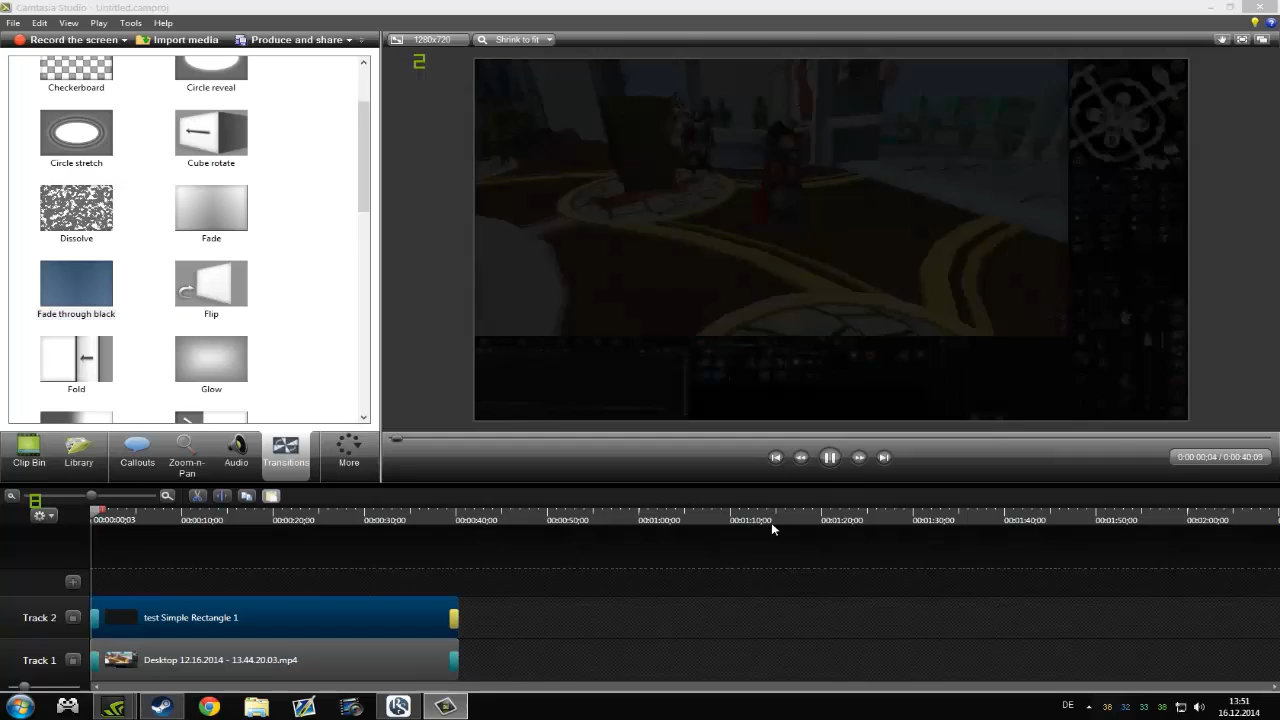 Camtasia Studio - Untitled.camproj
File Edit View Play Tools Help
Record the screen Import media Produce and share
1280x720 Shrink to fit
2
Checkerboard Circle reveal
Circle stretch Cube rotate
Dissolve Fade
Fade through black Flip
Fold Glow
Clip Bin Library Callouts Zoom-n-Pan Audio Transitions More
0:00:00;04 / 0:00:40;09
8
00:00:00;03 00:00:10;00 00:00:20;00 00:00:30;00 00:00:40;00 00:00:50;00 00:01:00;00 00:01:10;00 00:01:20;00 00:01:30;00 00:01:40;00 00:01:50;00 00:02:00;00
Track 2 test Simple Rectangle 1
Track 1 Desktop 12.16.2014 - 13.44.20.03.mp4
DE 38 32 33 38 13:51
16.12.2014